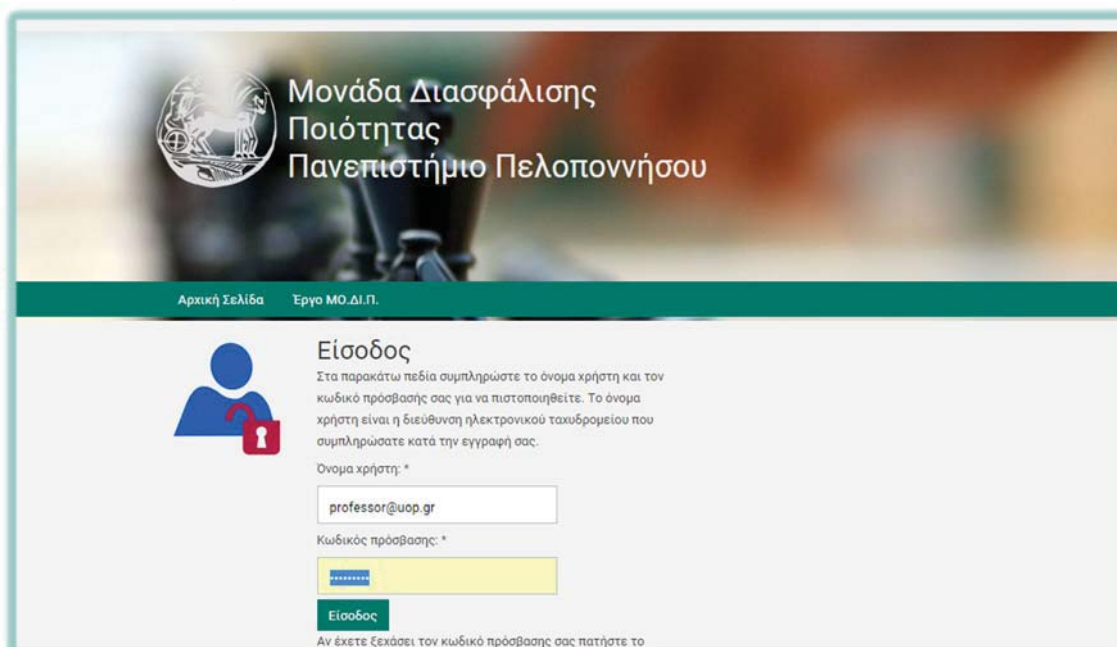 Μονάδα Διασφάλισης
Ποιότητας
Πανεπιστήμιο Πελοποννήσου
Αρχική Σελίδα Έργο ΜΟ.ΔΙ.Π.
Είσοδος
Στα παρακάτω πεδία συμπληρώστε το όνομα χρήστη και τον
κωδικό πρόσβασής σας για να πιστοποιηθείτε. Το όνομα
χρήστη είναι η διεύθυνση ηλεκτρονικού ταχυδρομείου που
συμπληρώσατε κατά την εγγραφή σας.
Όνομα χρήστη: *
professor@uop.gr
Κωδικός πρόσβασης: *
•••••••••
Είσοδος
Αν έχετε ξεχάσει τον κωδικό πρόσβασης σας πατήστε το